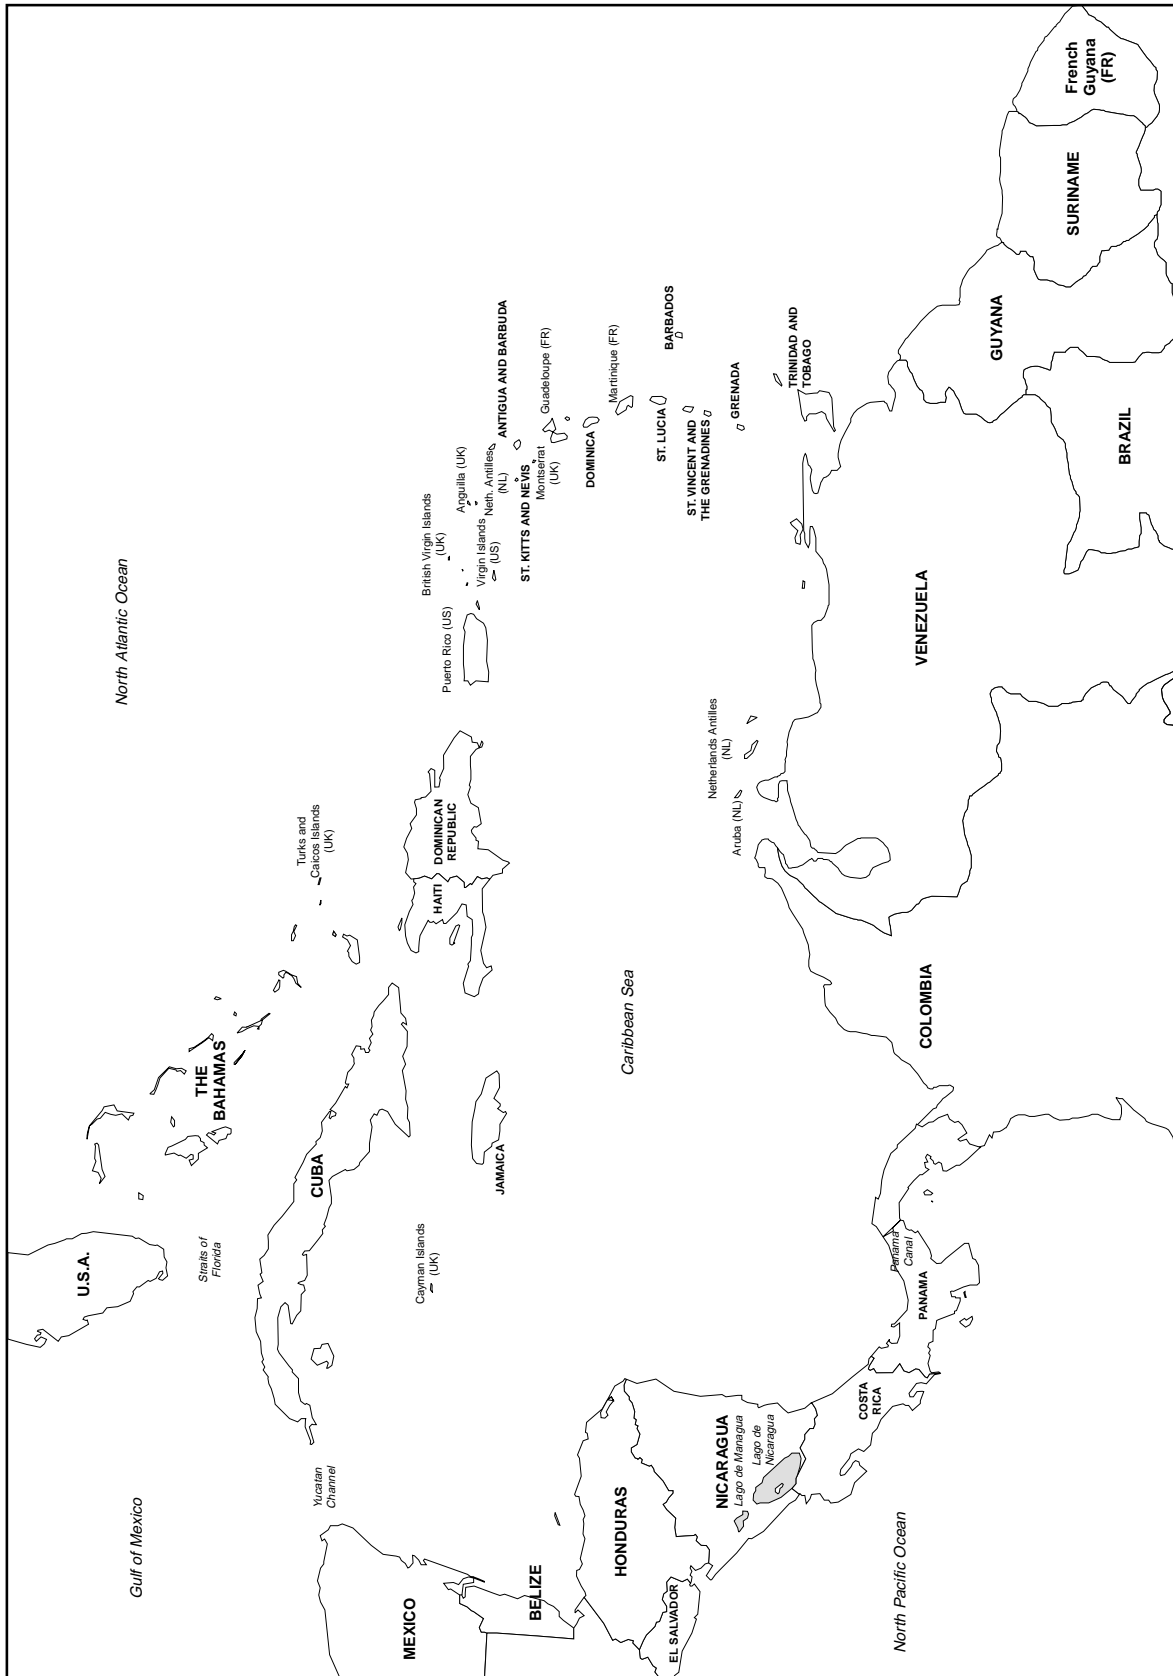 Gulf of Mexico
North Atlantic Ocean
U.S.A.
Straits of
Florida
THE
BAHAMAS
Yucatan
Channel
CUBA
Turks and
Caicos Islands
(UK)
Cayman Islands
(UK)
JAMAICA
HAITI
DOMINICAN
REPUBLIC
Puerto Rico (US)
British Virgin Islands
(UK)
Virgin Islands
(US)
Anguilla (UK)
Neth. Antilles
(NL)
ST. KITTS AND NEVIS
ANTIGUA AND BARBUDA
Montserrat
(UK)
Guadeloupe (FR)
DOMINICA
Martinique (FR)
ST. LUCIA
BARBADOS
ST. VINCENT AND
THE GRENADINES
GRENADA
TRINIDAD AND
TOBAGO
MEXICO
BELIZE
HONDURAS
EL SALVADOR
NICARAGUA
Lago de Managua
Lago de
Nicaragua
Caribbean Sea
Netherlands Antilles
(NL)
Aruba (NL)
COSTA
RICA
Panama
Canal
PANAMA
North Pacific Ocean
COLOMBIA
VENEZUELA
GUYANA
SURINAME
French
Guyana
(FR)
BRAZIL